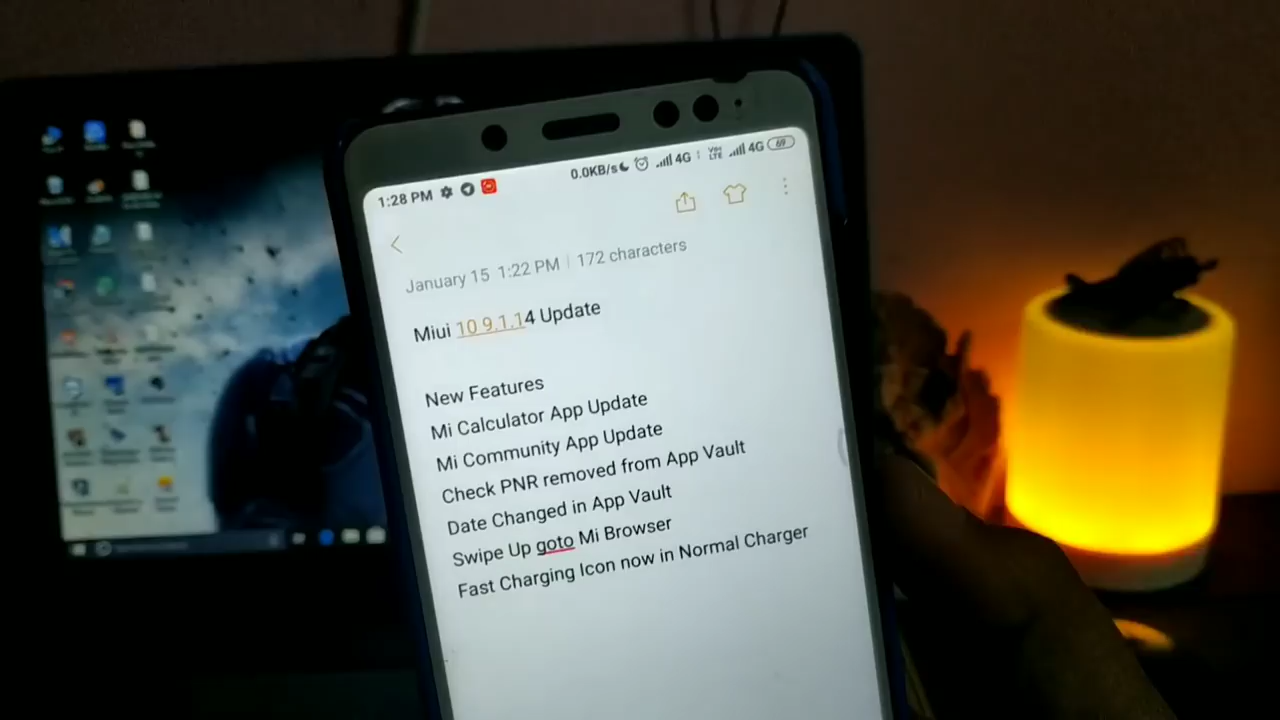 1:28 PM 0.0KB/s 4G VoLTE 4G 69
January 15 1:22 PM | 172 characters
Miui 10 9.1.14 Update
New Features
Mi Calculator App Update
Mi Community App Update
Check PNR removed from App Vault
Date Changed in App Vault
Swipe Up goto Mi Browser
Fast Charging Icon now in Normal Charger